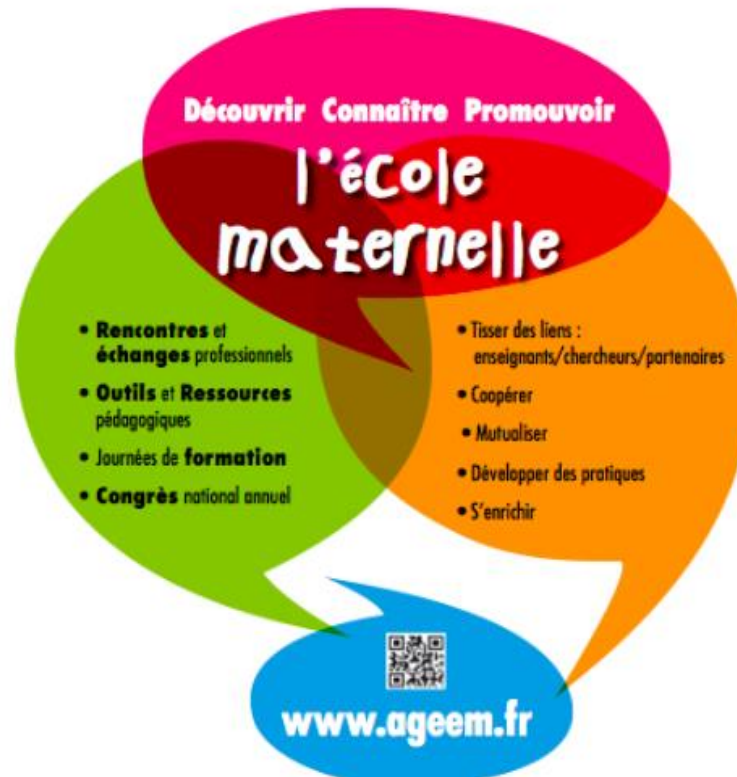 Découvrir Connaître Promouvoir
l'école
maternelle
• Rencontres et
échanges professionnels
• Outils et Ressources
pédagogiques
• Journées de formation
• Congrès national annuel
• Tisser des liens :
enseignants/chercheurs/partenaires
• Coopérer
• Mutualiser
• Développer des pratiques
• S'enrichir
www.ageem.fr